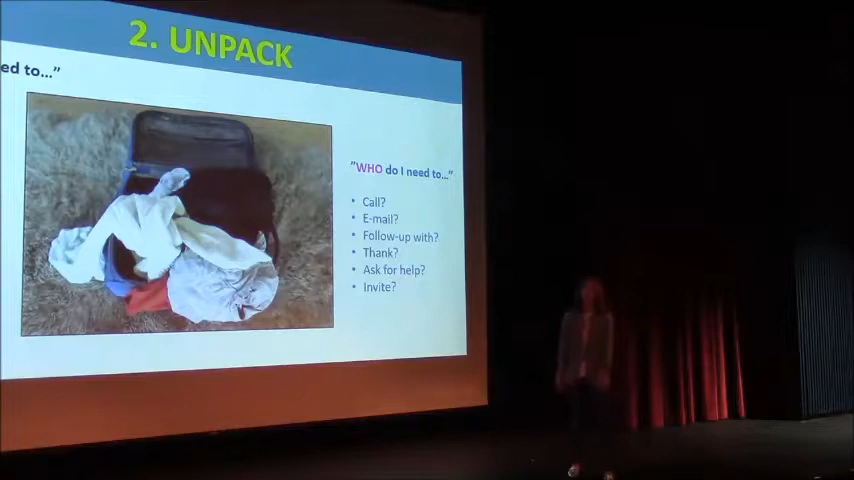 2. UNPACK
ed to...”
”WHO do I need to...”
• Call?
• E-mail?
• Follow-up with?
• Thank?
• Ask for help?
• Invite?